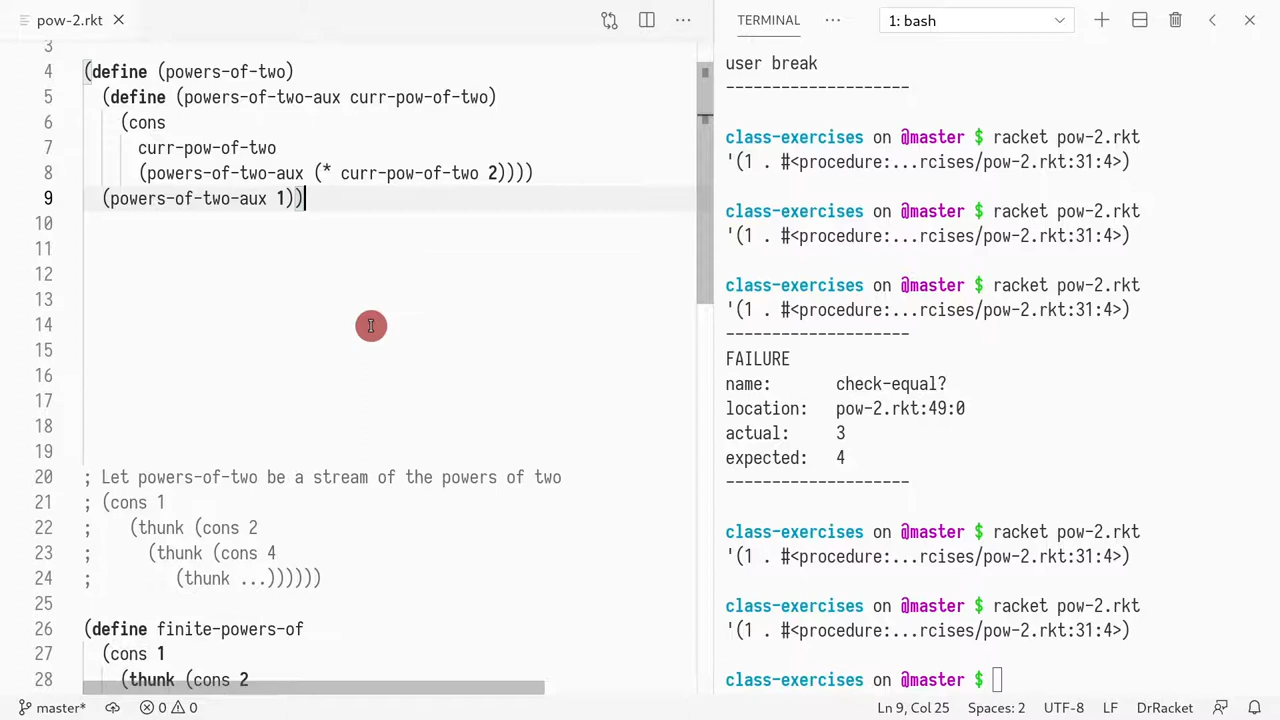 pow-2.rkt
3
4 (define (powers-of-two)
5 (define (powers-of-two-aux curr-pow-of-two)
6 (cons
7 curr-pow-of-two
8 (powers-of-two-aux (* curr-pow-of-two 2))))
9 (powers-of-two-aux 1))
10
11
12
13
14
15
16
17
18
19
20 ; Let powers-of-two be a stream of the powers of two
21 ; (cons 1
22 ; (thunk (cons 2
23 ; (thunk (cons 4
24 ; (thunk ...))))))
25
26 (define finite-powers-of
27 (cons 1
28 (thunk (cons 2
TERMINAL
1: bash
user break
--------------------
class-exercises on @master $ racket pow-2.rkt
'(1 . #<procedure:...rcises/pow-2.rkt:31:4>)
class-exercises on @master $ racket pow-2.rkt
'(1 . #<procedure:...rcises/pow-2.rkt:31:4>)
class-exercises on @master $ racket pow-2.rkt
'(1 . #<procedure:...rcises/pow-2.rkt:31:4>)
--------------------
FAILURE
name: check-equal?
location: pow-2.rkt:49:0
actual: 3
expected: 4
--------------------
class-exercises on @master $ racket pow-2.rkt
'(1 . #<procedure:...rcises/pow-2.rkt:31:4>)
class-exercises on @master $ racket pow-2.rkt
'(1 . #<procedure:...rcises/pow-2.rkt:31:4>)
class-exercises on @master $
master* 0 0 Ln 9, Col 25 Spaces: 2 UTF-8 LF DrRacket